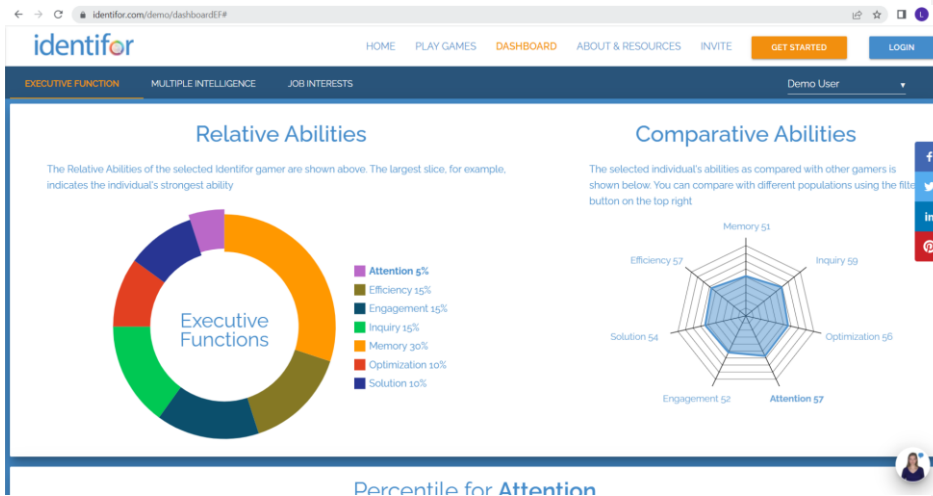 identifor.com/demo/dashboardEF#
L
identifor
HOME PLAY GAMES DASHBOARD ABOUT & RESOURCES INVITE GET STARTED LOGIN
EXECUTIVE FUNCTION MULTIPLE INTELLIGENCE JOB INTERESTS Demo User
Relative Abilities
The Relative Abilities of the selected Identifor gamer are shown above. The largest slice, for example,
indicates the individual's strongest ability
Executive
Functions
Attention 5%
Efficiency 15%
Engagement 15%
Inquiry 15%
Memory 30%
Optimization 10%
Solution 10%
Comparative Abilities
The selected individual's abilities as compared with other gamers is
shown below. You can compare with different populations using the filte
button on the top right
Memory 51
Efficiency 57
Inquiry 59
Solution 54
Optimization 56
Engagement 52
Attention 57
f
in
Percentile for Attention